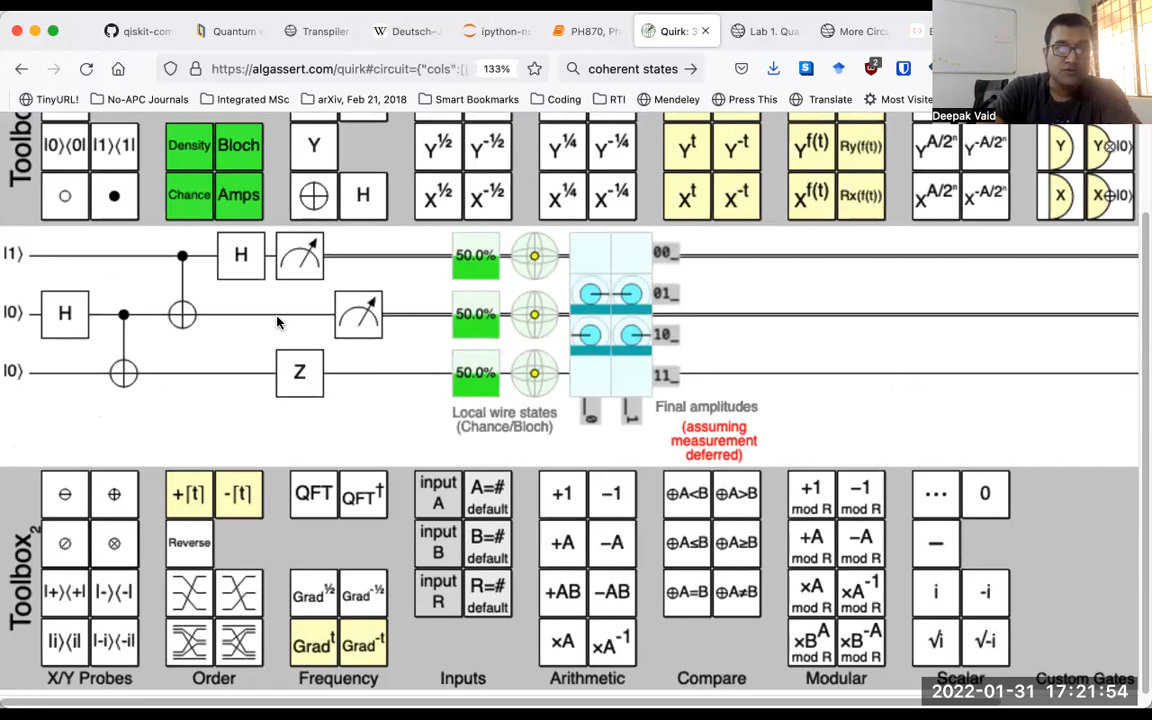 qiskit-com
Quantum
Transpiler
Deutsch-
ipython-n
PH870, Ph
Quirk: 3
Lab 1. Qua
More Circ
https://algassert.com/quirk#circuit={"cols":[
133%
coherent states
2
TinyURL!
No-APC Journals
Integrated MSc
arXiv, Feb 21, 2018
Smart Bookmarks
Coding
RTI
Mendeley
Press This
Translate
Most Visite
Deepak Vaid
Toolbo
|0⟩⟨0| |1⟩⟨1| Density Bloch Y Y½ Y-½ Y¼ Y-¼ Yt Y-t Yf(t) Ry(f(t)) YA/2ⁿ Y-A/2ⁿ Y Y⊗|0⟩
○ ● Chance Amps ⊕ H X½ X-½ X¼ X-¼ Xt X-t Xf(t) Rx(f(t)) XA/2ⁿ X-A/2ⁿ X X⊕|0⟩
|1⟩ H 50.0% 00_
01_
|0⟩ H 50.0%
10_
|0⟩ Z 50.0% 11_
|0 |1
Local wire states
(Chance/Bloch)
Final amplitudes
(assuming
measurement
deferred)
Toolbox₂
⊖ ⊕ +⌈t⌉ -⌈t⌉ QFT QFT† input A A=# default +1 −1 ⊕A<B ⊕A>B +1 mod R −1 mod R ... 0
⊘ ⊗ Reverse input B B=# default +A −A ⊕A≤B ⊕A≥B +A mod R −A mod R −
|+⟩⟨+| |-⟩⟨-| Grad½ Grad-½ input R R=# default +AB −AB ⊕A=B ⊕A≠B ×A mod R ×A-1 mod R i -i
|i⟩⟨i| |-i⟩⟨-i| Gradt Grad-t ×A ×A-1 ×BA mod R ×B-A mod R √i √-i
X/Y Probes
Order
Frequency
Inputs
Arithmetic
Compare
Modular
Scalar
Custom Gates
2022-01-31 17:21:54